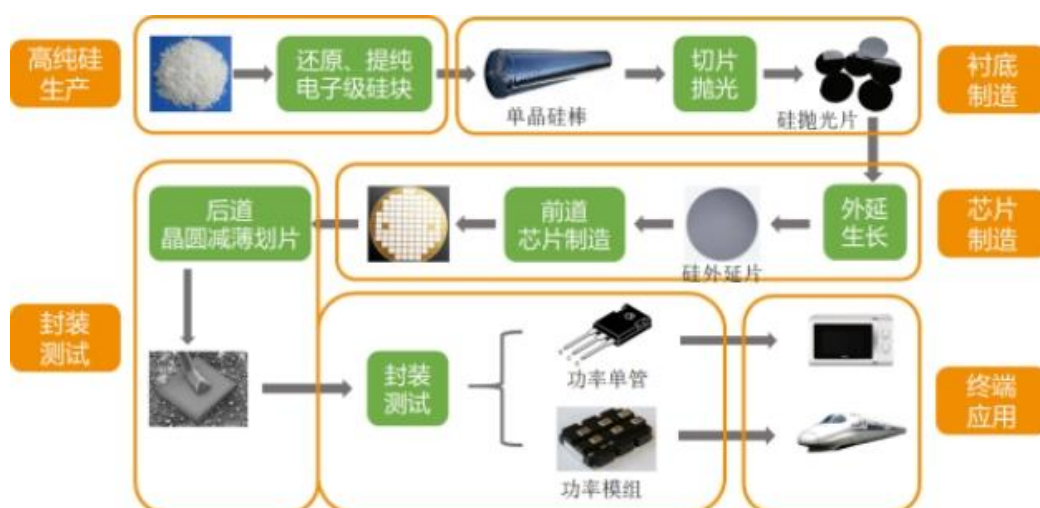 高纯硅
生产
还原、提纯
电子级硅块
单晶硅棒
切片
抛光
硅抛光片
衬底
制造
后道
晶圆减薄划片
前道
芯片制造
硅外延片
外延
生长
芯片
制造
封装
测试
封装
测试
功率单管
功率模组
终端
应用